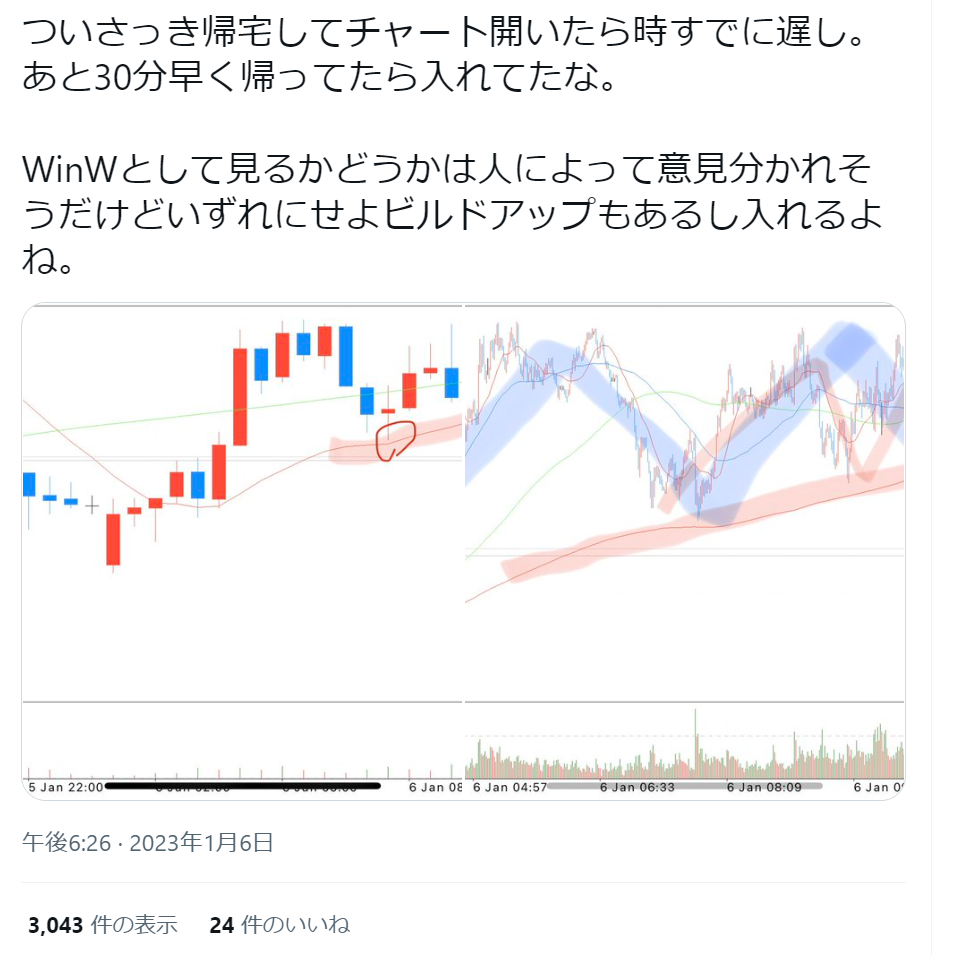 ついさっき帰宅してチャート開いたら時すでに遅し。
あと30分早く帰ってたら入れてたな。
WinWとして見るかどうかは人によって意見分かれそ
うだけどいずれにせよビルドアップもあるし入れるよ
ね。
5 Jan 22:00 6 Jan 08 6 Jan 04:57 6 Jan 06:33 6 Jan 08:09 6 Jan
午後6:26 · 2023年1月6日
3,043 件の表示 24 件のいいね